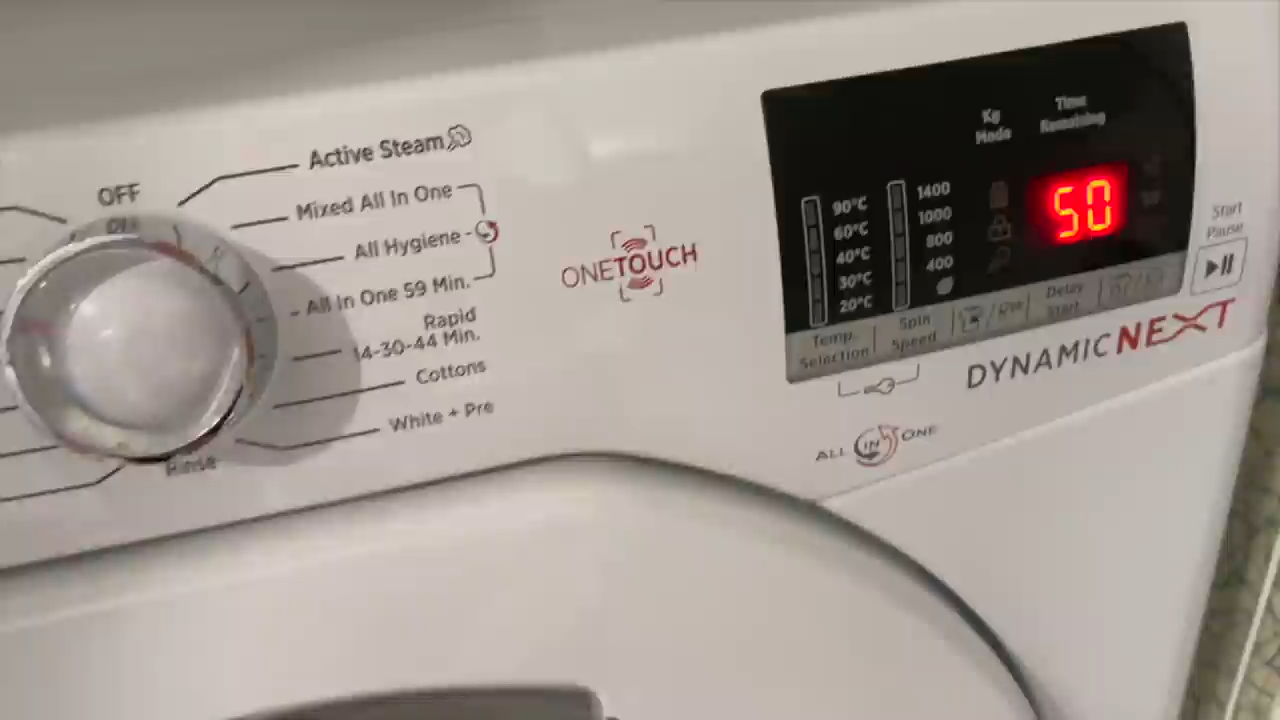 OFF
OFF
Active Steam
Mixed All In One
All Hygiene
All In One 59 Min.
Rapid
14-30-44 Min.
Cottons
White + Pre
Rinse
ONETOUCH
Kg
Mode
Time
Remaining
50
90°C
60°C
40°C
30°C
20°C
1400
1000
800
400
Temp.
Selection
Spin
Speed
Delay
Start
Start
Pause
DYNAMIC NEXT
ALL IN ONE